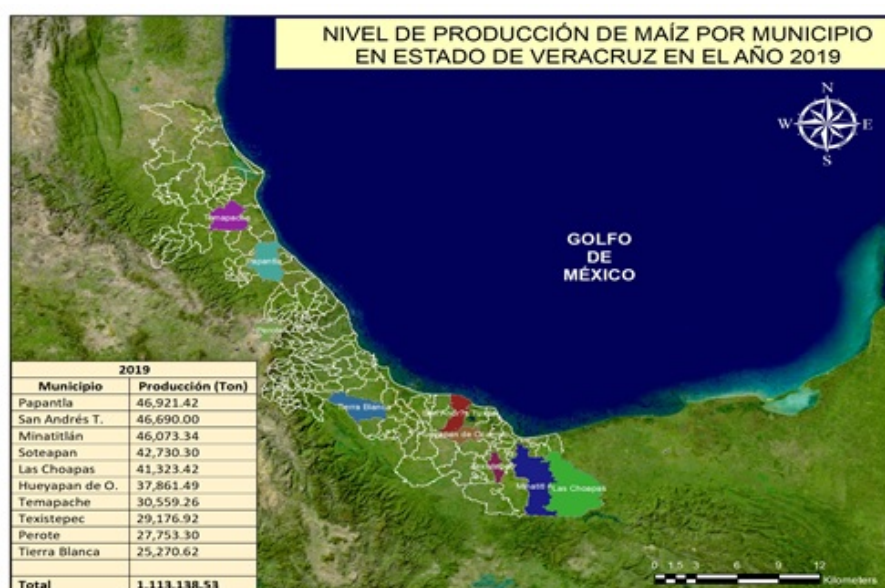 NIVEL DE PRODUCCIÓN DE MAÍZ POR MUNICIPIO
EN ESTADO DE VERACRUZ EN EL AÑO 2019
N
W E
S
Temapache
Papantla
Perote
GOLFO
DE
MÉXICO
Tierra Blanca
San Andrés
Hueyapan de O
Minatitl
Las Choapas
2019
Municipio Producción (Ton)
Papantla 46,921.42
San Andrés T. 46,690.00
Minatitlán 46,073.34
Soteapan 42,730.30
Las Choapas 41,323.42
Hueyapan de O. 37,861.49
Temapache 30,559.26
Texistepec 29,176.92
Perote 27,753.30
Tierra Blanca 25,270.62
Total 1,113,138.53
0 1.5 3 6 9 12
Kilometers